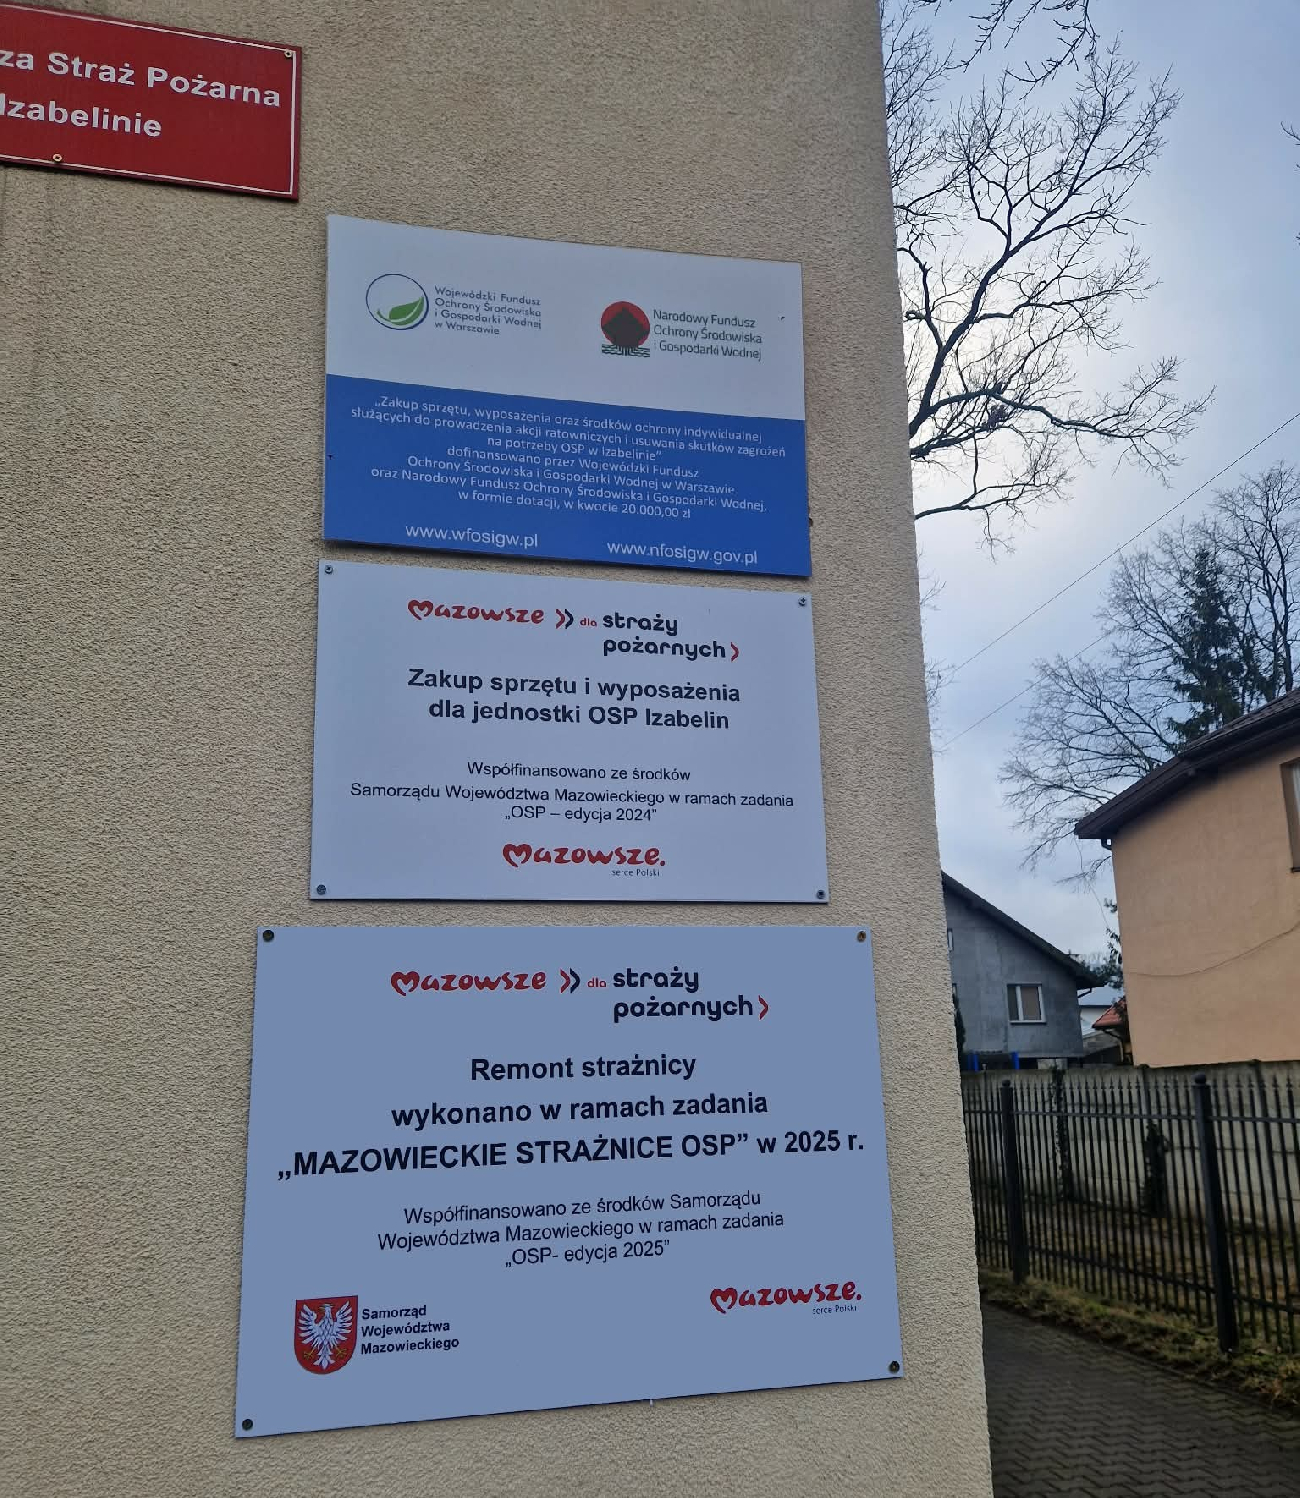 za Straż Pożarna
Izabelinie
Wojewódzki Fundusz
Ochrony Środowiska
i Gospodarki Wodnej
w Warszawie
Narodowy Fundusz
Ochrony Środowiska
i Gospodarki Wodnej
„Zakup sprzętu, wyposażenia oraz środków ochrony indywidualnej
służących do prowadzenia akcji ratowniczych i usuwania skutków zagrożeń
na potrzeby OSP w Izabelinie”
dofinansowano przez Wojewódzki Fundusz
Ochrony Środowiska i Gospodarki Wodnej w Warszawie
oraz Narodowy Fundusz Ochrony Środowiska i Gospodarki Wodnej,
w formie dotacji, w kwocie 20.000,00 zł
www.wfosigw.pl www.nfosigw.gov.pl
mazowsze dla straży
pożarnych
Zakup sprzętu i wyposażenia
dla jednostki OSP Izabelin
Współfinansowano ze środków
Samorządu Województwa Mazowieckiego w ramach zadania
„OSP – edycja 2024”
mazowsze.
serce Polski
mazowsze dla straży
pożarnych
Remont strażnicy
wykonano w ramach zadania
„MAZOWIECKIE STRAŻNICE OSP” w 2025 r.
Współfinansowano ze środków Samorządu
Województwa Mazowieckiego w ramach zadania
„OSP- edycja 2025”
Samorząd
Województwa
Mazowieckiego
mazowsze.
serce Polski